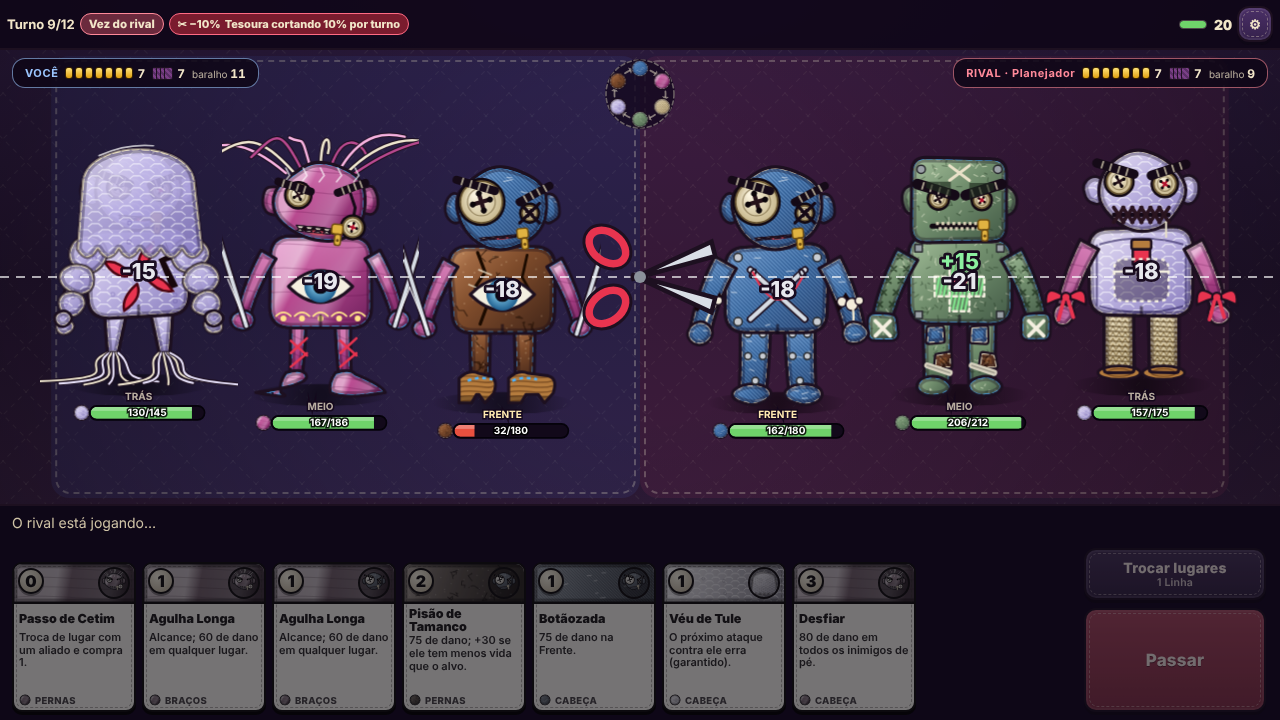 Turno 9/12
Vez do rival
✂ −10% Tesoura cortando 10% por turno
20
VOCÊ 7 7 baralho 11
RIVAL · Planejador 7 7 baralho 9
-15
-19
-18
-18
+15
-21
-18
TRÁS
130/145
MEIO
167/186
FRENTE
32/180
FRENTE
162/180
MEIO
206/212
TRÁS
157/175
O rival está jogando...
0
Passo de Cetim
Troca de lugar com
um aliado e compra
1.
PERNAS
1
Agulha Longa
Alcance; 60 de dano
em qualquer lugar.
BRAÇOS
1
Agulha Longa
Alcance; 60 de dano
em qualquer lugar.
BRAÇOS
2
Pisão de
Tamanco
75 de dano; +30 se
ele tem menos vida
que o alvo.
PERNAS
1
Botãozada
75 de dano na
Frente.
CABEÇA
1
Véu de Tule
O próximo ataque
contra ele erra
(garantido).
CABEÇA
3
Desfiar
80 de dano em
todos os inimigos de
pé.
CABEÇA
Trocar lugares
1 Linha
Passar